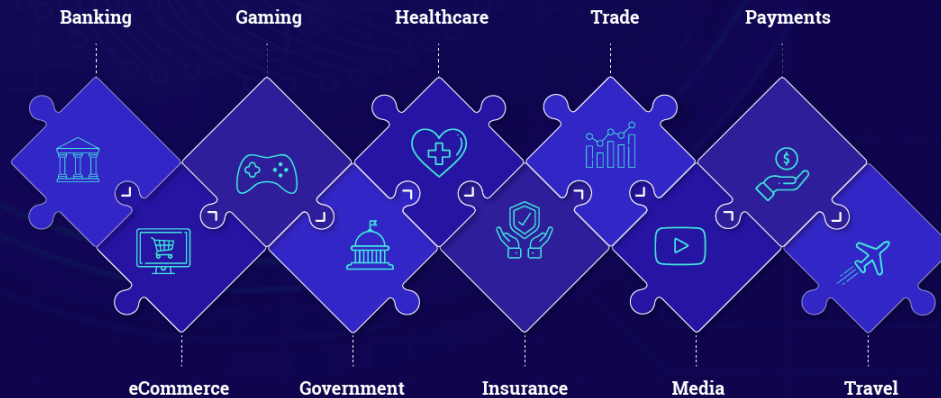 Banking
Gaming
Healthcare
Trade
Payments
$
eCommerce
Government
Insurance
Media
Travel